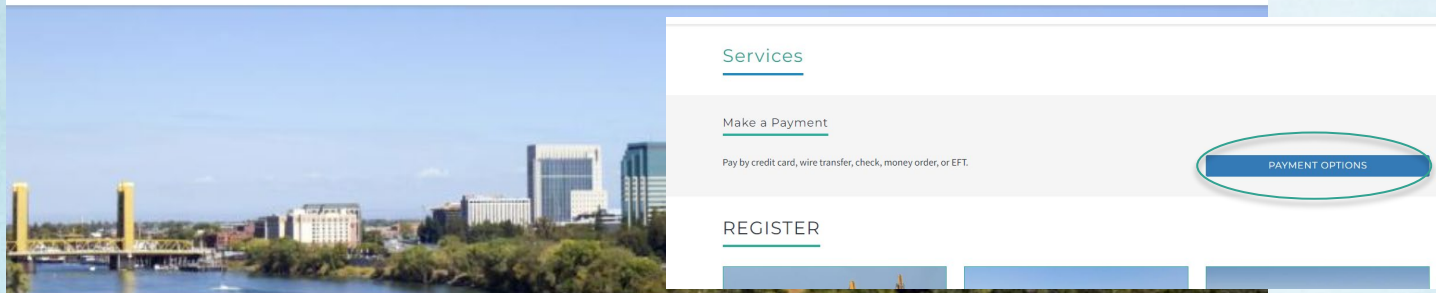 Services
Make a Payment
Pay by credit card, wire transfer, check, money order, or EFT.
PAYMENT OPTIONS
REGISTER